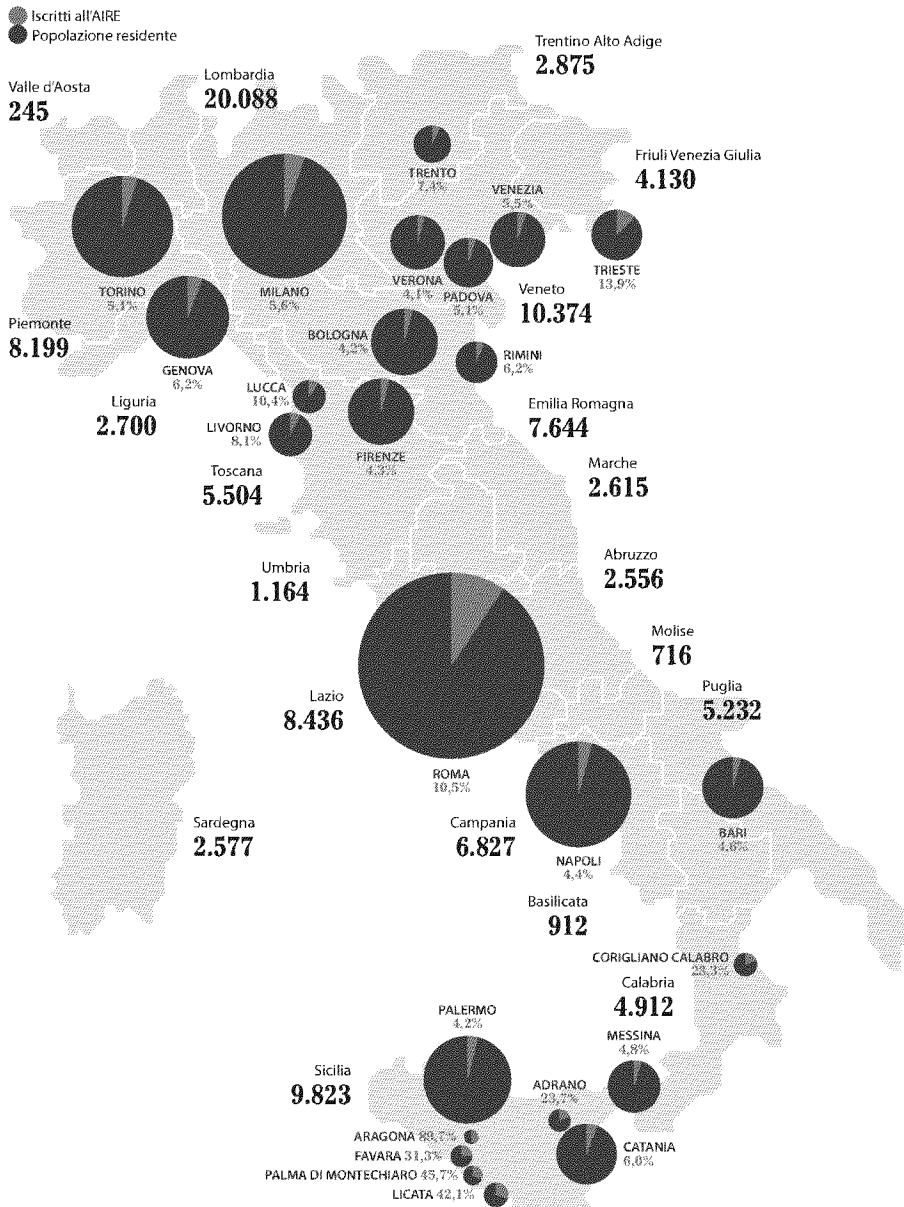 Iscritti all'AIRE
Popolazione residente
Trentino Alto Adige
2.875
Lombardia
20.088
Valle d'Aosta
245
Friuli Venezia Giulia
4.130
TRENTO
7,4%
VENEZIA
5,5%
VERONA
4,1%
PADOVA
5,1%
TRIESTE
13,9%
TORINO
5,1%
MILANO
5,6%
Veneto
10.374
Piemonte
8.199
GENOVA
6,2%
BOLOGNA
4,2%
RIMINI
6,2%
Liguria
2.700
LUCCA
10,4%
LIVORNO
8,1%
FIRENZE
4,3%
Emilia Romagna
7.644
Toscana
5.504
Marche
2.615
Umbria
1.164
Abruzzo
2.556
Molise
716
Lazio
8.436
Puglia
5.232
ROMA
10,5%
Sardegna
2.577
Campania
6.827
NAPOLI
4,4%
BARI
4,6%
Basilicata
912
CORIGLIANO CALABRO
23,3%
Calabria
4.912
PALERMO
4,2%
MESSINA
4,8%
Sicilia
9.823
ADRANO
23,7%
ARAGONA 89,7%
FAVARA 31,3%
PALMA DI MONTECHIARO 45,7%
LICATA 42,1%
CATANIA
6,0%